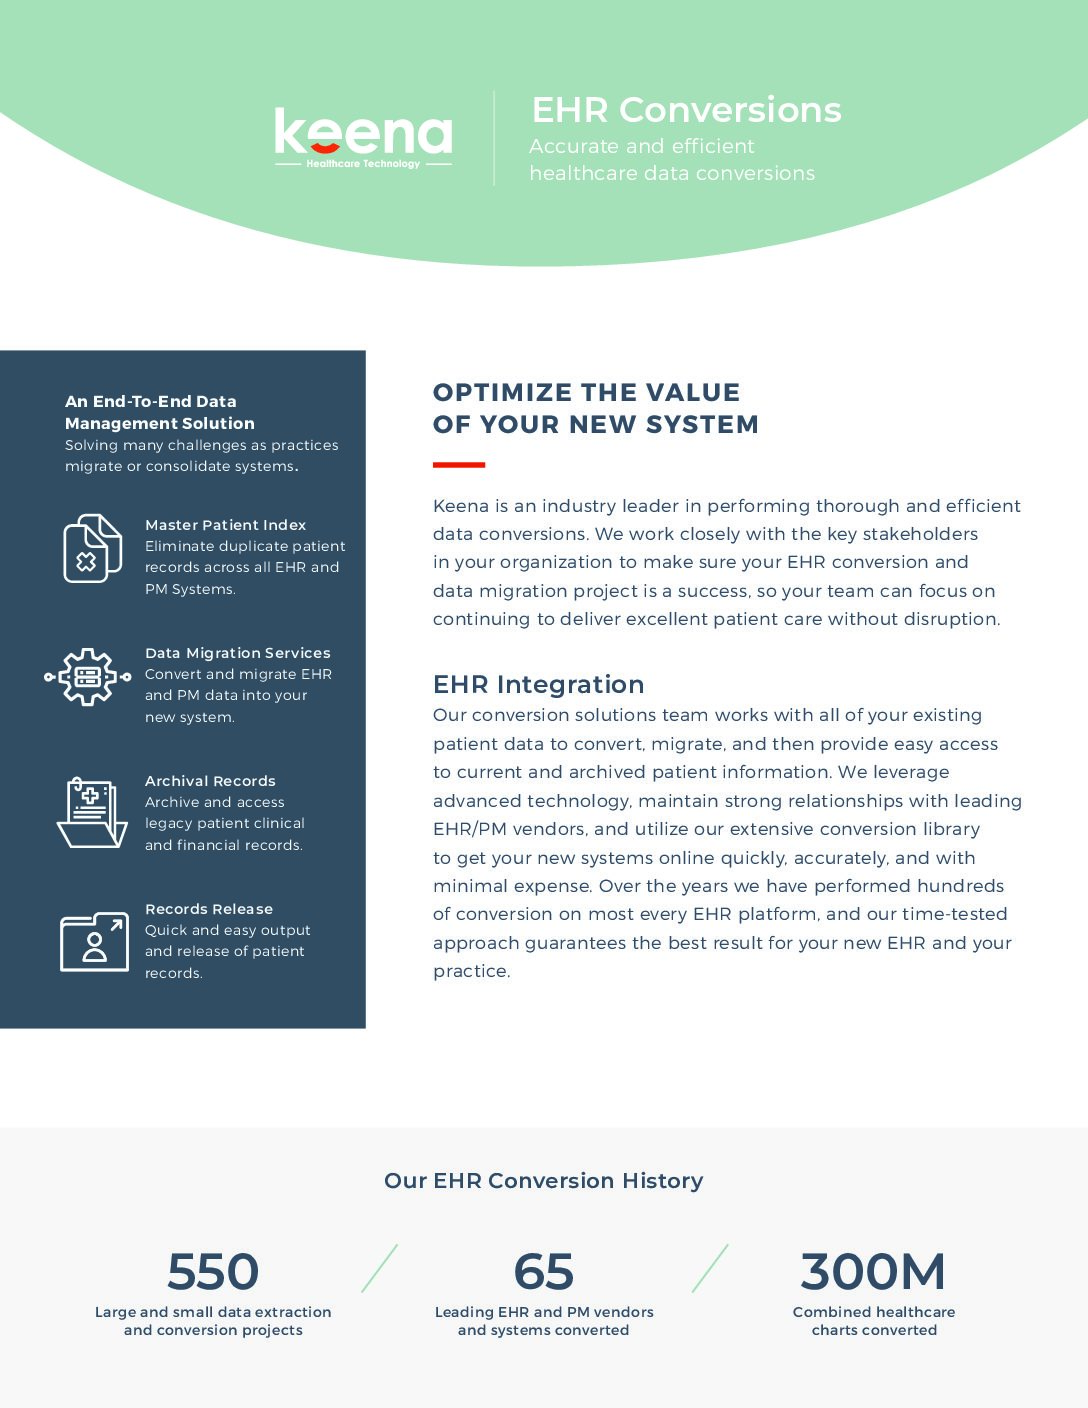 keena
Healthcare Technology
EHR Conversions
Accurate and efficient
healthcare data conversions
An End-To-End Data
Management Solution
Solving many challenges as practices
migrate or consolidate systems.
Master Patient Index
Eliminate duplicate patient
records across all EHR and
PM Systems.
Data Migration Services
Convert and migrate EHR
and PM data into your
new system.
Archival Records
Archive and access
legacy patient clinical
and financial records.
Records Release
Quick and easy output
and release of patient
records.
OPTIMIZE THE VALUE
OF YOUR NEW SYSTEM
Keena is an industry leader in performing thorough and efficient
data conversions. We work closely with the key stakeholders
in your organization to make sure your EHR conversion and
data migration project is a success, so your team can focus on
continuing to deliver excellent patient care without disruption.
EHR Integration
Our conversion solutions team works with all of your existing
patient data to convert, migrate, and then provide easy access
to current and archived patient information. We leverage
advanced technology, maintain strong relationships with leading
EHR/PM vendors, and utilize our extensive conversion library
to get your new systems online quickly, accurately, and with
minimal expense. Over the years we have performed hundreds
of conversion on most every EHR platform, and our time-tested
approach guarantees the best result for your new EHR and your
practice.
Our EHR Conversion History
550
Large and small data extraction
and conversion projects
65
Leading EHR and PM vendors
and systems converted
300M
Combined healthcare
charts converted